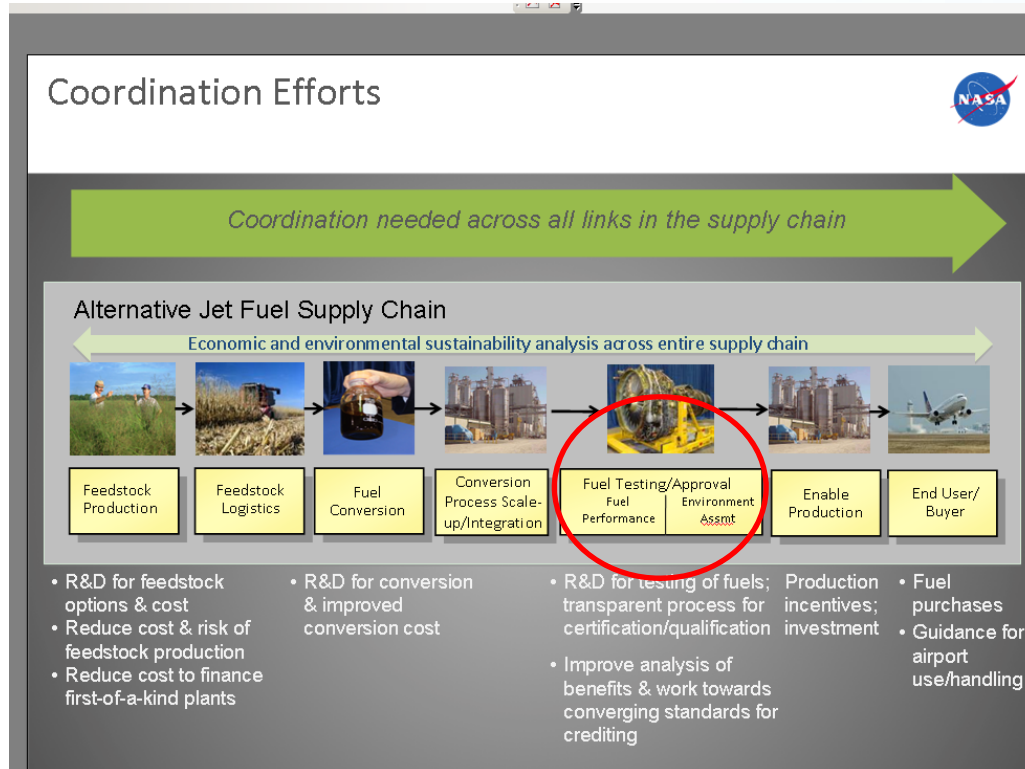 Coordination Efforts
NASA
Coordination needed across all links in the supply chain
Alternative Jet Fuel Supply Chain
Economic and environmental sustainability analysis across entire supply chain
Feedstock
Production
Feedstock
Logistics
Fuel
Conversion
Conversion
Process Scale-
up/Integration
Fuel Testing/Approval
Fuel
Performance
Environment
Assmt
Enable
Production
End User/
Buyer
• R&D for feedstock
options & cost
• Reduce cost & risk of
feedstock production
• Reduce cost to finance
first-of-a-kind plants
• R&D for conversion
& improved
conversion cost
• R&D for testing of fuels;
transparent process for
certification/qualification
• Improve analysis of
benefits & work towards
converging standards for
crediting
Production
incentives;
investment
• Fuel
purchases
• Guidance for
airport
use/handling